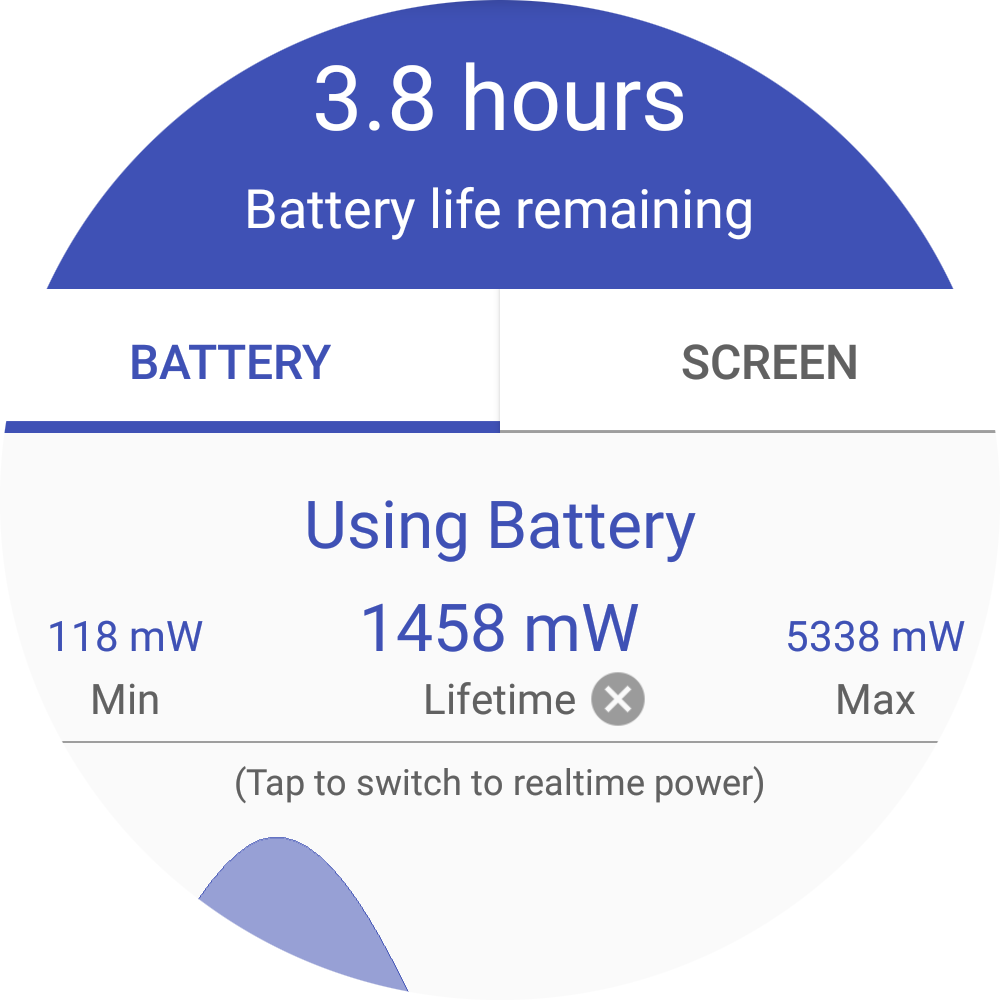 3.8 hours
Battery life remaining
BATTERY SCREEN
Using Battery
118 mW 1458 mW 5338 mW
Min Lifetime Max
(Tap to switch to realtime power)